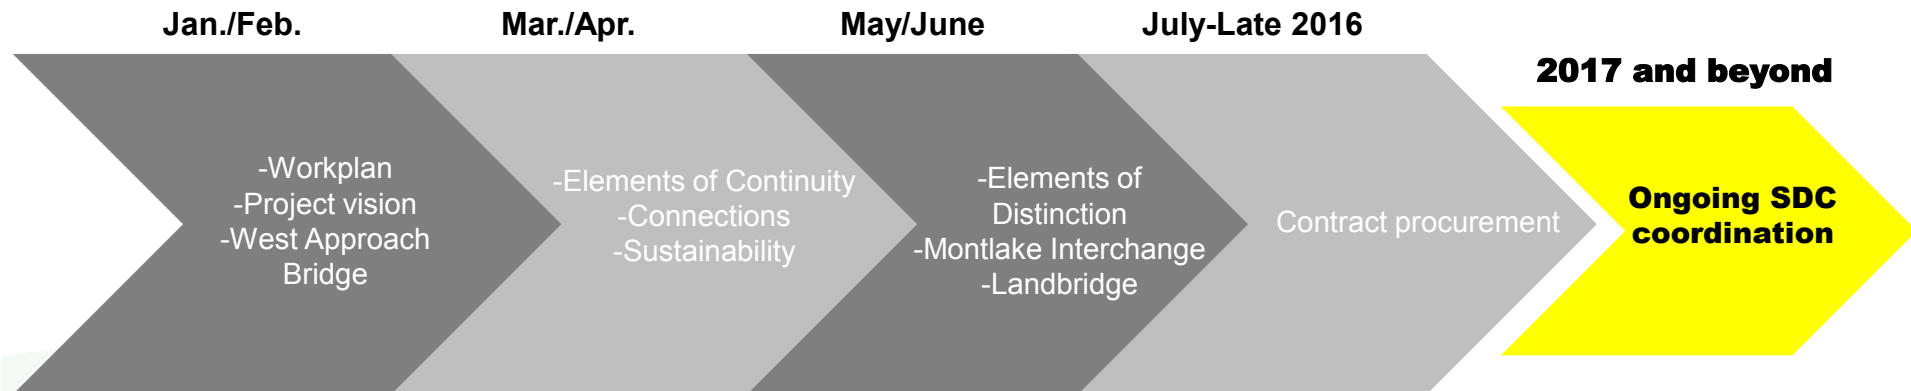 Jan./Feb.
Mar./Apr.
May/June
July-Late 2016
2017 and beyond
-Workplan
-Project vision
-West Approach
Bridge
-Elements of Continuity
-Connections
-Sustainability
-Elements of
Distinction
-Montlake Interchange
-Landbridge
Contract procurement
Ongoing SDC
coordination